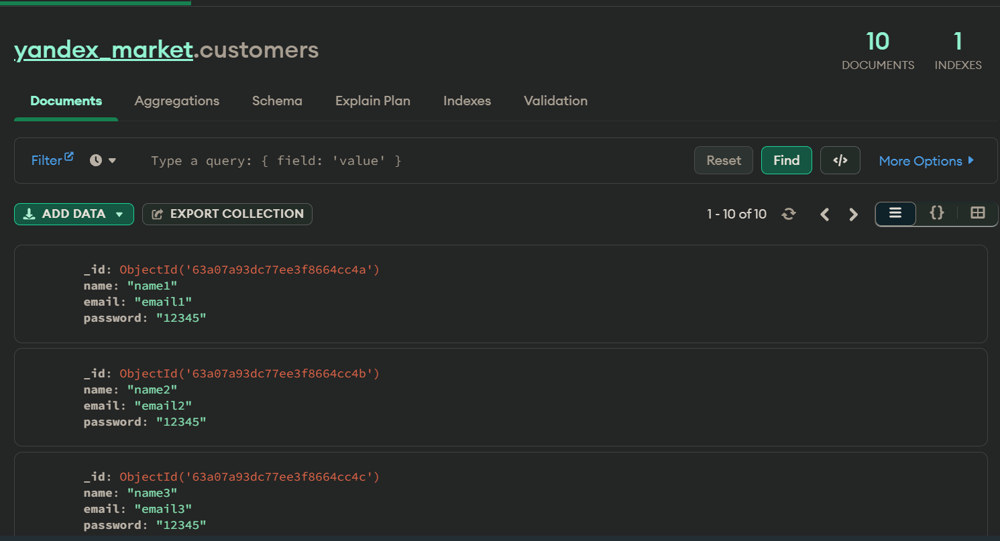 yandex_market.customers
10
DOCUMENTS
1
INDEXES
Documents
Aggregations
Schema
Explain Plan
Indexes
Validation
Filter
Type a query: { field: 'value' }
Reset
Find
</>
More Options
ADD DATA
EXPORT COLLECTION
1 - 10 of 10
{}
_id: ObjectId('63a07a93dc77ee3f8664cc4a')
name: "name1"
email: "email1"
password: "12345"
_id: ObjectId('63a07a93dc77ee3f8664cc4b')
name: "name2"
email: "email2"
password: "12345"
_id: ObjectId('63a07a93dc77ee3f8664cc4c')
name: "name3"
email: "email3"
password: "12345"